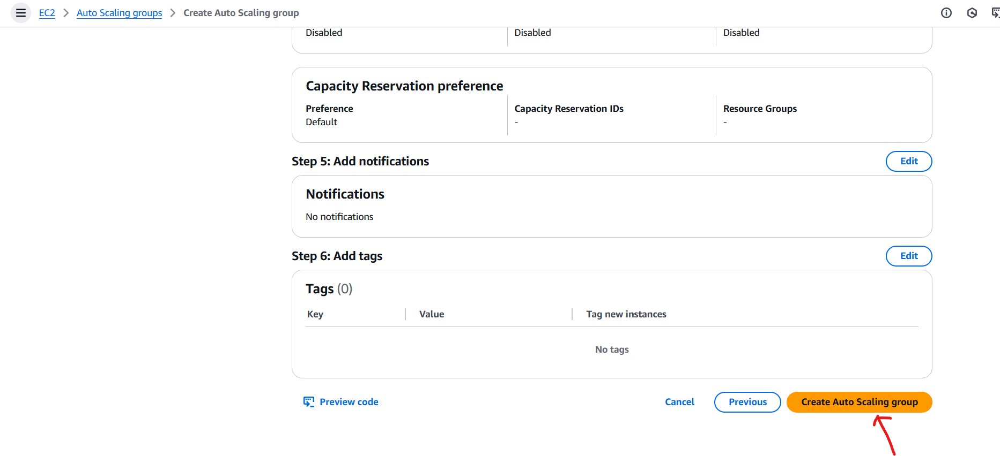 EC2 > Auto Scaling groups > Create Auto Scaling group
Disabled Disabled Disabled
Capacity Reservation preference
Preference Capacity Reservation IDs Resource Groups
Default - -
Step 5: Add notifications Edit
Notifications
No notifications
Step 6: Add tags Edit
Tags (0)
Key Value Tag new instances
No tags
Preview code Cancel Previous Create Auto Scaling group